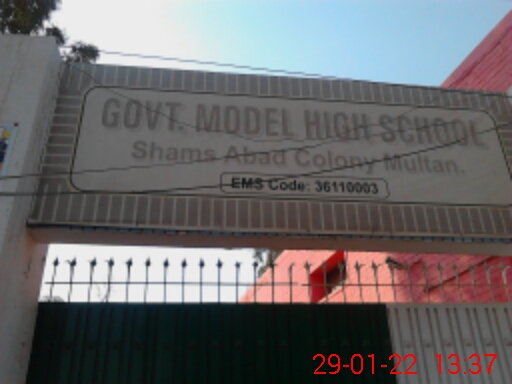 GOVT. MODEL HIGH SCHOOL
Shams Abad Colony Multan.
EMS Code: 36110003
29-01-22 13:37